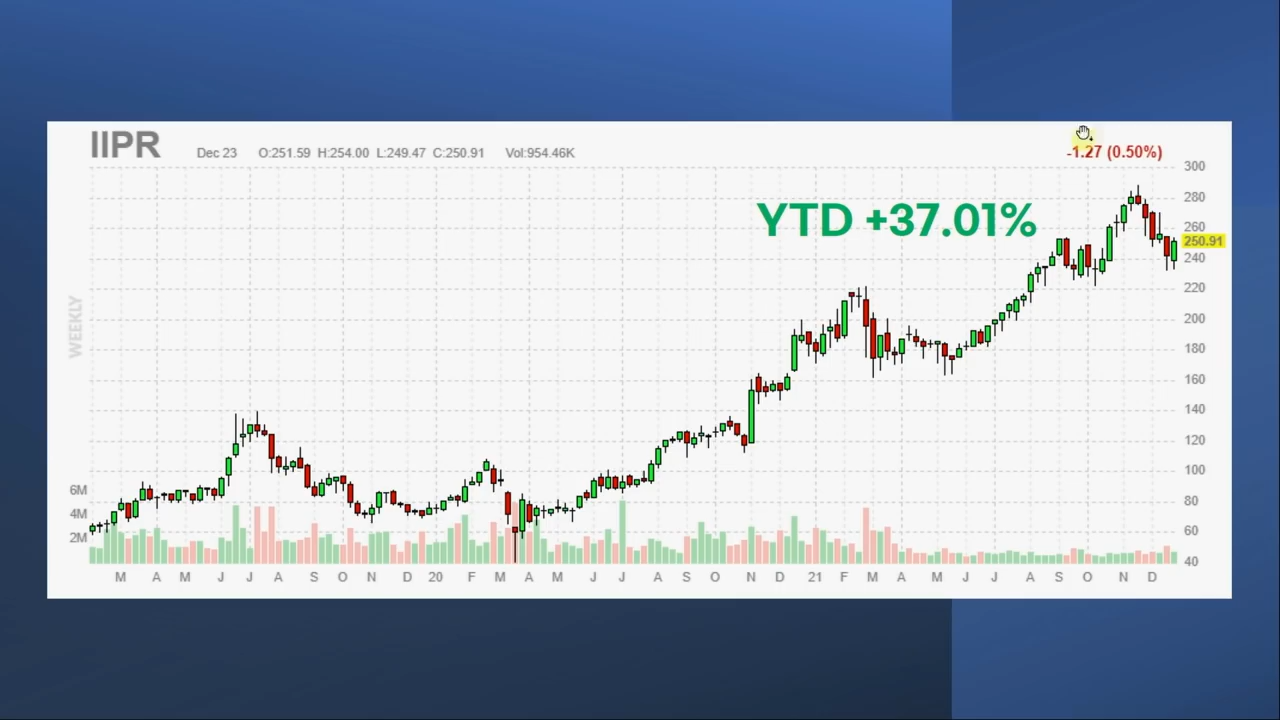 IIPR
Dec 23 O:251.59 H:254.00 L:249.47 C:250.91 Vol:954.46K
-1.27 (0.50%)
YTD +37.01%
300
280
260
250.91
240
220
200
180
160
140
120
100
80
60
40
WEEKLY
6M
4M
2M
M A M J J A S O N D 20 F M A M J J A S O N D 21 F M A M J J A S O N D